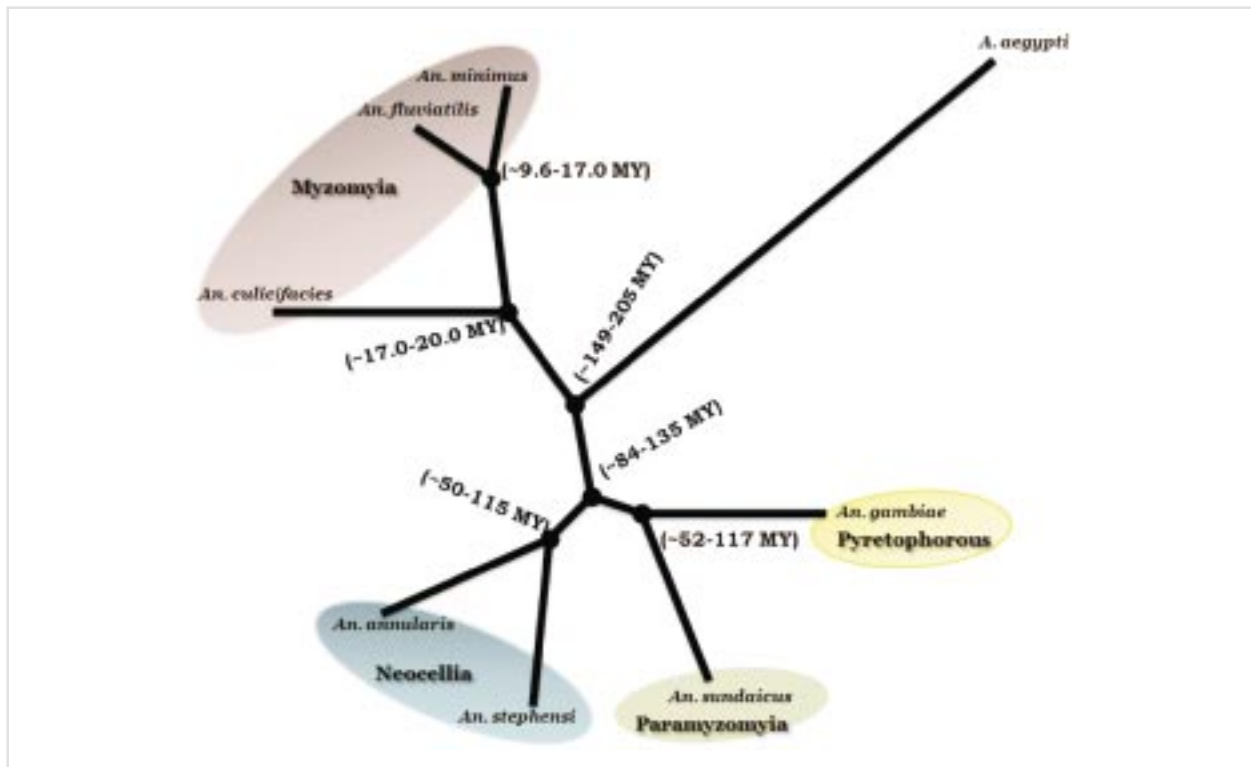 A. aegypti
An. minimus
An. fluviatilis
(~9.6-17.0 MY)
Myzomyia
An. culicifacies
(~17.0-20.0 MY)
(~149-205 MY)
(~84-135 MY)
(~50-115 MY)
An. gambiae
Pyretophorous
(~52-117 MY)
An. annularis
Neocellia
An. stephensi
An. sundaicus
Paramyzomyia